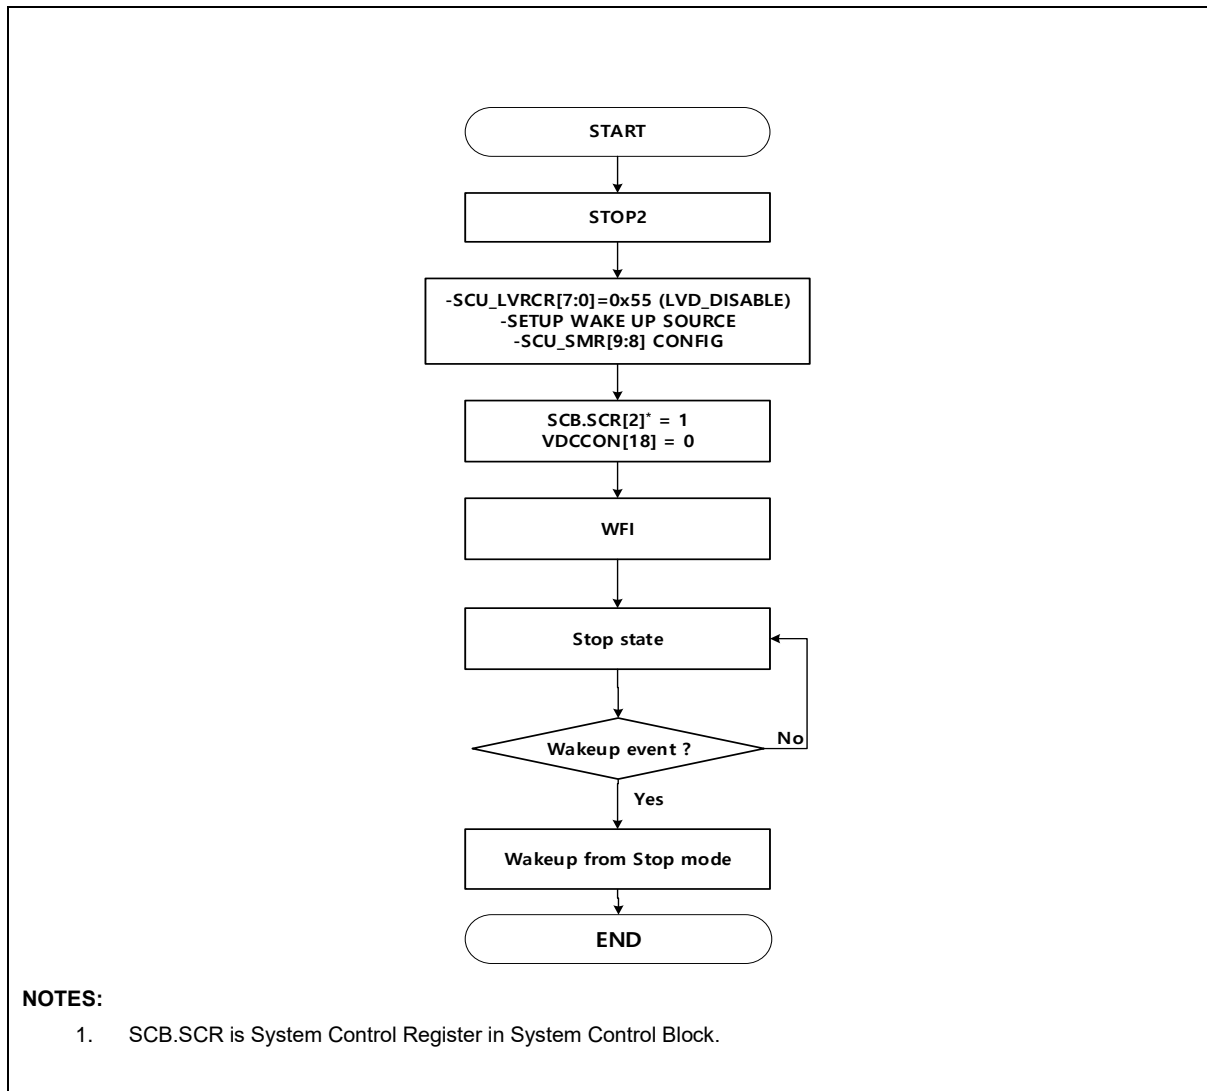 START
STOP2
-SCU_LVRCR[7:0]=0x55 (LVD_DISABLE)
-SETUP WAKE UP SOURCE
-SCU_SMR[9:8] CONFIG
SCB.SCR[2]* = 1
VDCCON[18] = 0
WFI
Stop state
Wakeup event ?
No
Yes
Wakeup from Stop mode
END
NOTES:
1. SCB.SCR is System Control Register in System Control Block.